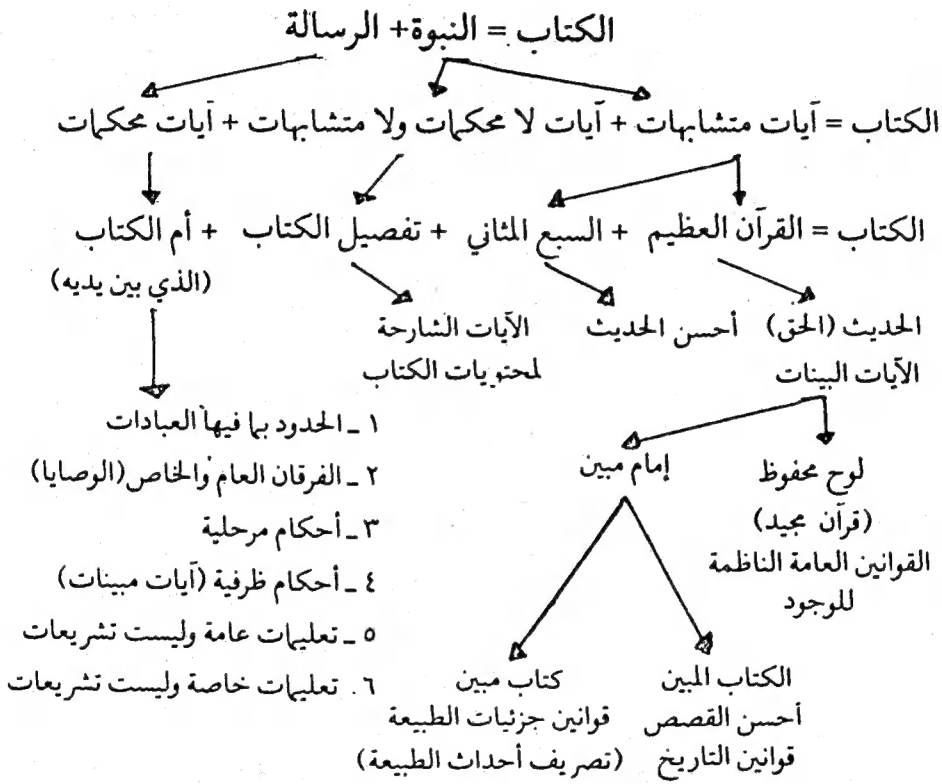 الكتاب = النبوة + الرسالة
الكتاب = آيات متشابهات + آيات لا محكمات ولا متشابهات + آيات محكمات
الكتاب = القرآن العظيم + السبع المثاني + تفصيل الكتاب + أم الكتاب
(الذي بين يديه)
الحديث (الحق)
الآيات البينات
أحسن الحديث
الآيات الشارحة
لمحتويات الكتاب
لوح محفوظ
(قرآن مجيد)
القوانين العامة الناظمة
للوجود
إمام مبين
الكتاب المبين
أحسن القصص
قوانين التاريخ
كتاب مبين
قوانين جزئيات الطبيعة
(تصريف أحداث الطبيعة)
١ - الحدود بما فيها العبادات
٢ - الفرقان العام والخاص (الوصايا)
٣ - أحكام مرحلية
٤ - أحكام ظرفية (آيات مبينات)
٥ - تعليمات عامة وليست تشريعات
٦. تعليمات خاصة وليست تشريعات